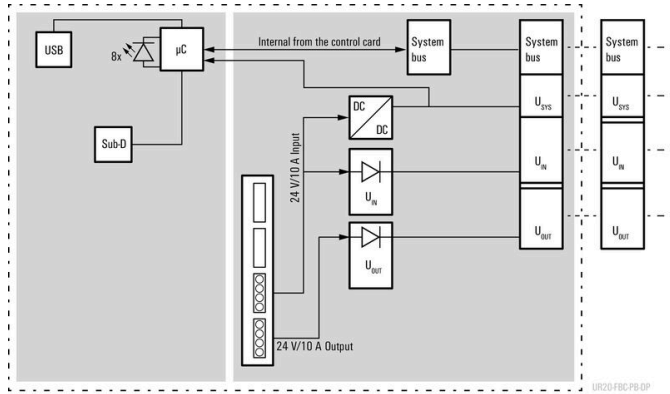 USB
8x
µC
Internal from the control card
System
bus
System
bus
System
bus
Sub-D
DC
DC
U SYS
U SYS
24 V/10 A Input
U IN
U IN
U IN
U OUT
U OUT
U OUT
24 V/10 A Output
UR20-FBC-PB-DP